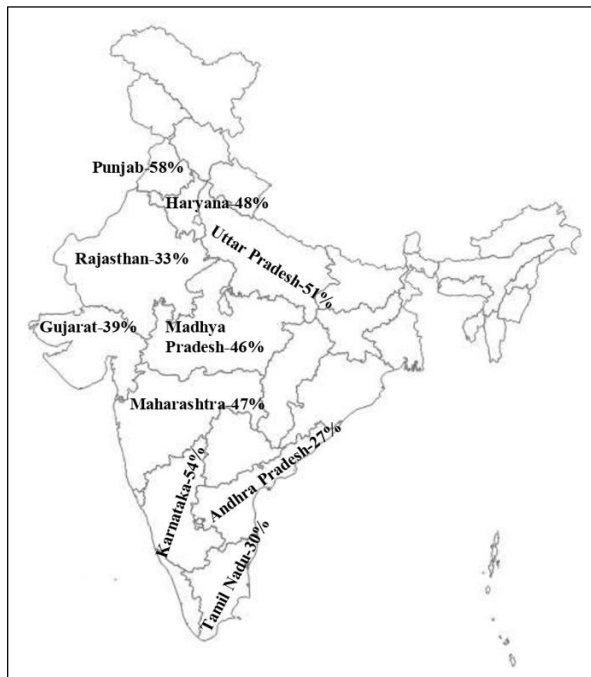 Punjab-58%
Haryana-48%
Uttar Pradesh-51%
Rajasthan-33%
Gujarat-39%
Madhya
Pradesh-46%
Maharashtra-47%
Andhra Pradesh-27%
Karnataka-54%
Tamil Nadu-30%